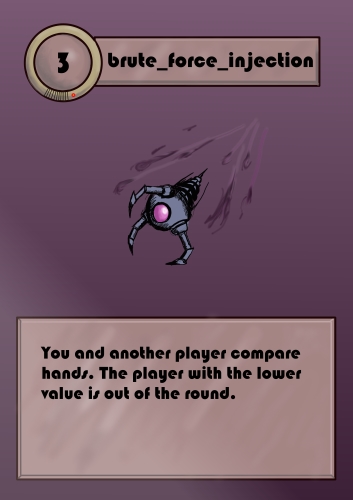 3
brute_force_injection
You and another player compare
hands. The player with the lower
value is out of the round.